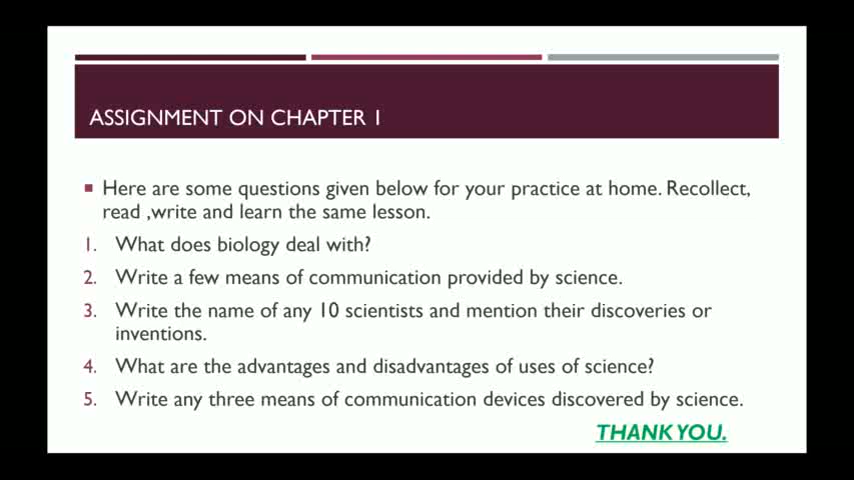 ASSIGNMENT ON CHAPTER 1
▪ Here are some questions given below for your practice at home. Recollect,
read ,write and learn the same lesson.
1. What does biology deal with?
2. Write a few means of communication provided by science.
3. Write the name of any 10 scientists and mention their discoveries or
inventions.
4. What are the advantages and disadvantages of uses of science?
5. Write any three means of communication devices discovered by science.
THANK YOU.